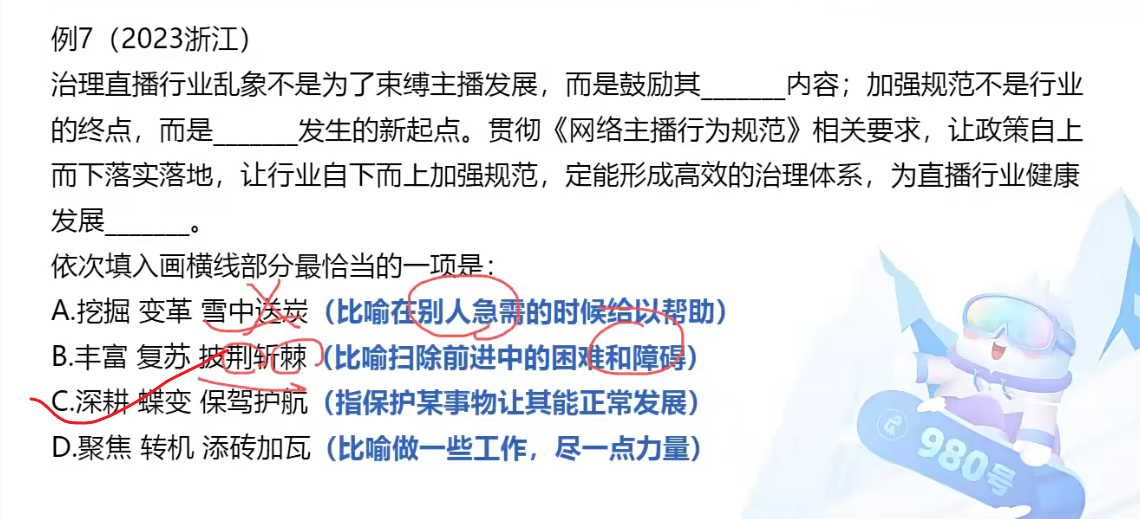 例7（2023浙江）
治理直播行业乱象不是为了束缚主播发展，而是鼓励其______内容；加强规范不是行业
的终点，而是______发生的新起点。贯彻《网络主播行为规范》相关要求，让政策自上
而下落实落地，让行业自下而上加强规范，定能形成高效的治理体系，为直播行业健康
发展______。
依次填入画横线部分最恰当的一项是：
A.挖掘 变革 雪中送炭（比喻在别人急需的时候给以帮助）
B.丰富 复苏 披荆斩棘（比喻扫除前进中的困难和障碍）
C.深耕 蝶变 保驾护航（指保护某事物让其能正常发展）
D.聚焦 转机 添砖加瓦（比喻做一些工作，尽一点力量）
980号